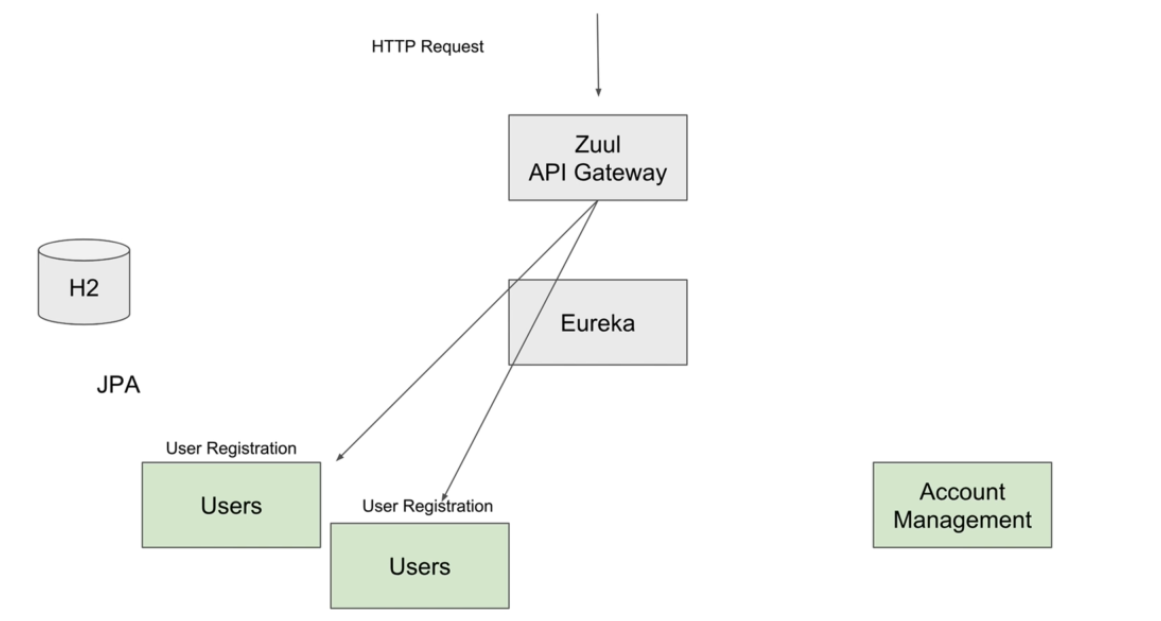 HTTP Request
Zuul
API Gateway
H2
Eureka
JPA
User Registration
Users
User Registration
Users
Account
Management